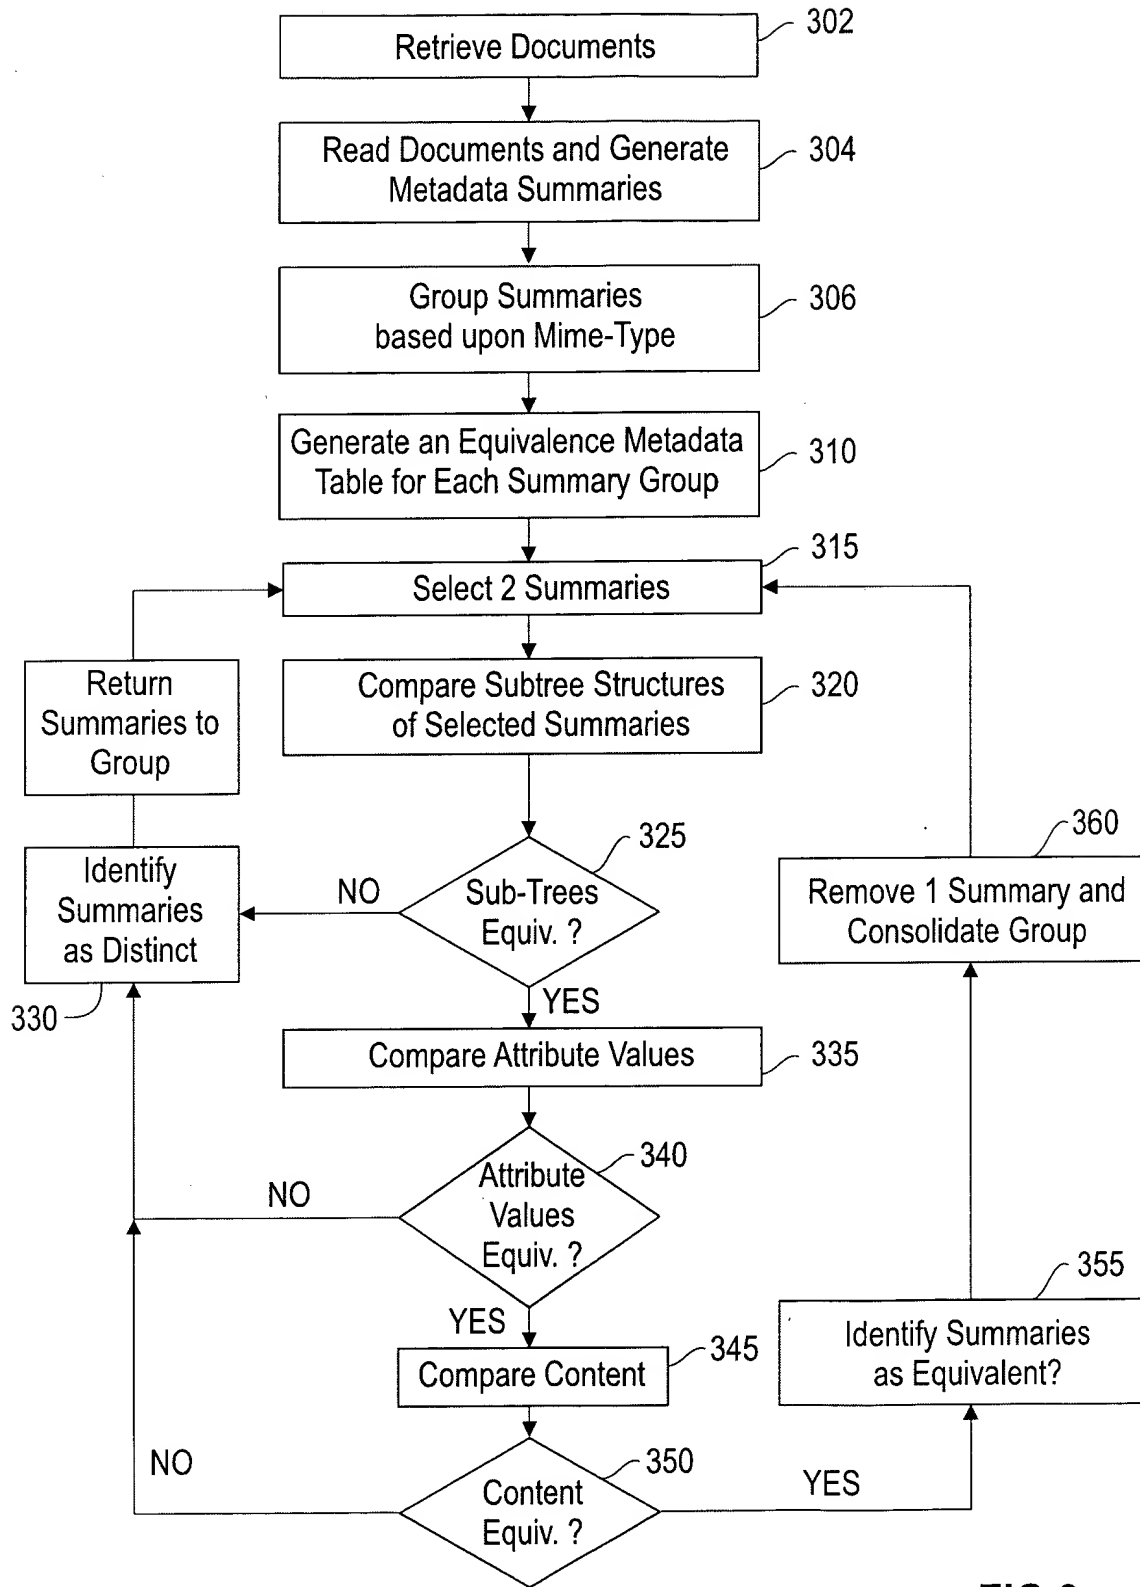 Retrieve Documents
302
Read Documents and Generate
Metadata Summaries
304
Group Summaries
based upon Mime-Type
306
Generate an Equivalence Metadata
Table for Each Summary Group
310
Select 2 Summaries
315
Compare Subtree Structures
of Selected Summaries
320
Return
Summaries to
Group
Sub-Trees
Equiv. ?
325
NO
YES
Identify
Summaries
as Distinct
330
Remove 1 Summary and
Consolidate Group
360
Compare Attribute Values
335
Attribute
Values
Equiv. ?
340
NO
YES
Compare Content
345
Identify Summaries
as Equivalent?
355
Content
Equiv. ?
350
NO
YES